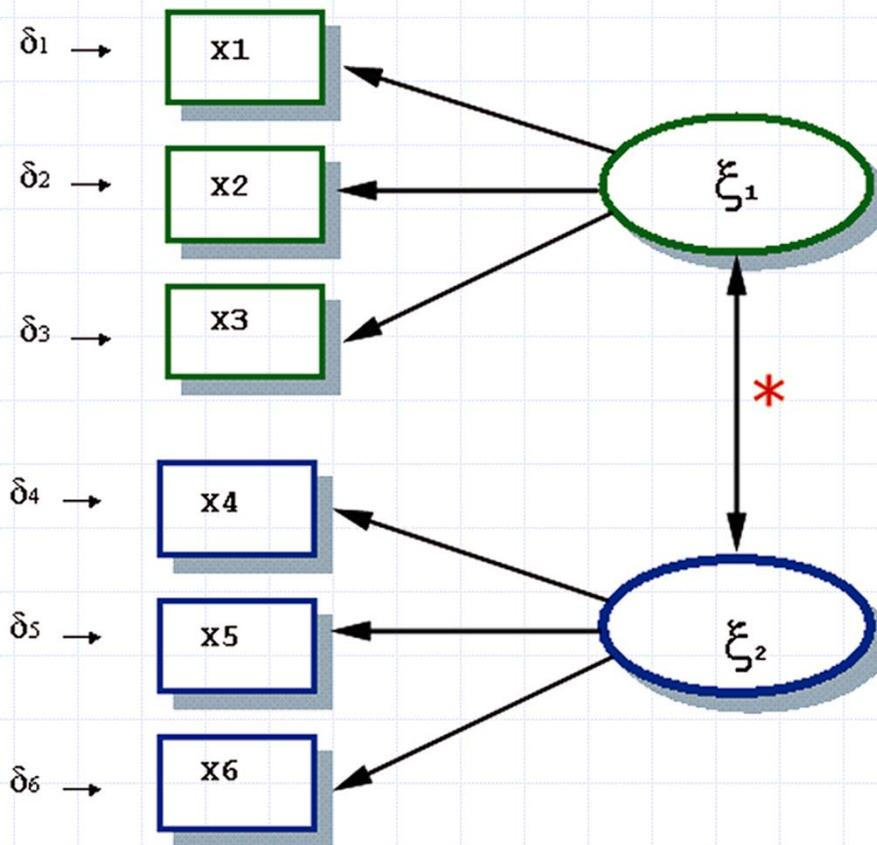 δ1 → x1
δ2 → x2
δ3 → x3
ξ1
*
δ4 → x4
δ5 → x5
δ6 → x6
ξ2